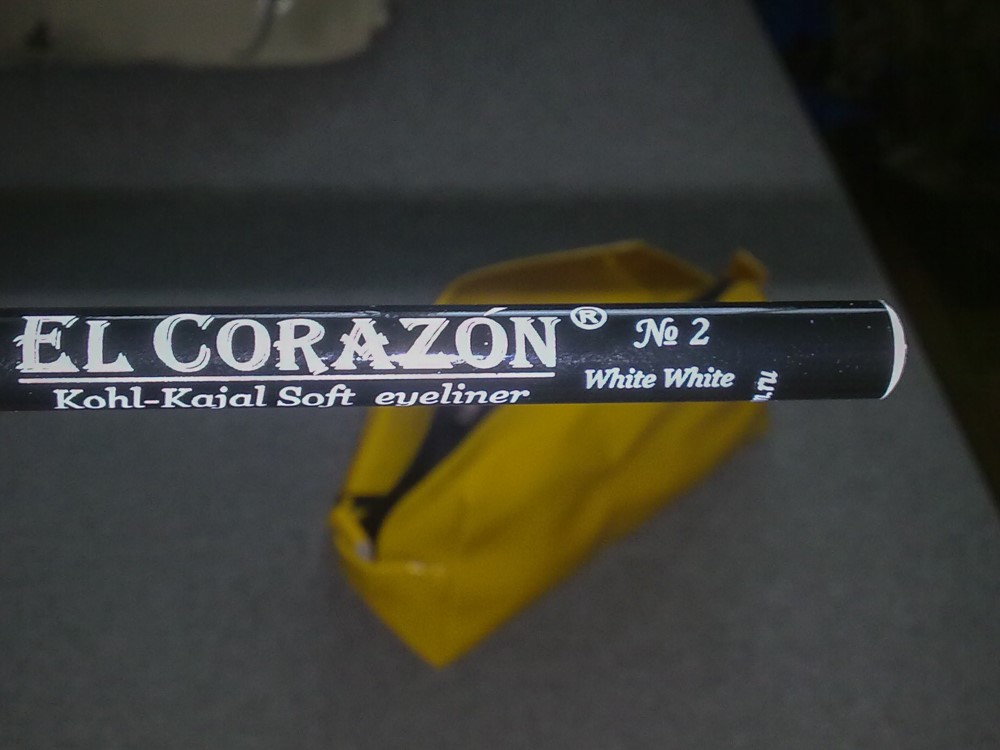 EL CORAZÓN®
Kohl-Kajal Soft eyeliner
№ 2
White White